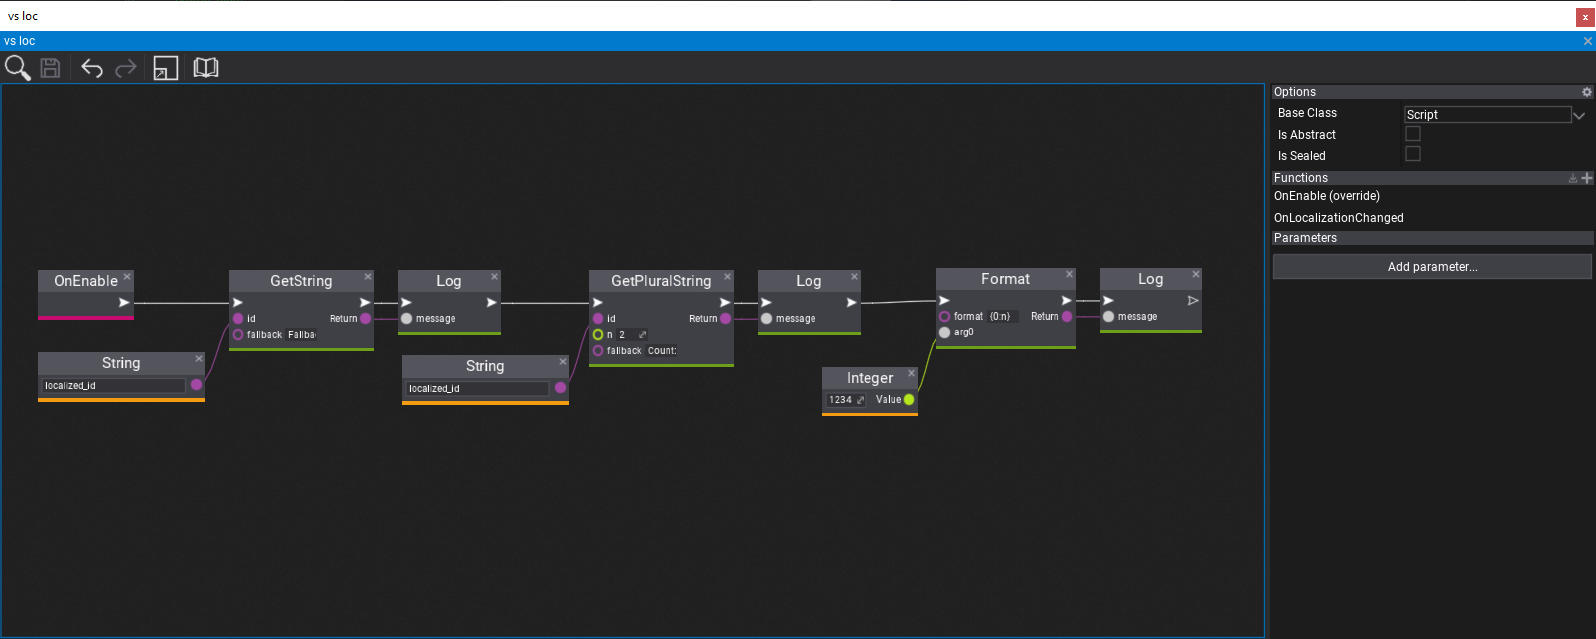 vs loc
vs loc
Options
Base Class Script
Is Abstract
Is Sealed
Functions
OnEnable (override)
OnLocalizationChanged
Parameters
Add parameter...
OnEnable
GetString
id Return
fallback Fallba
String
localized_id
Log
message
String
localized_id
GetPluralString
id Return
n 2
fallback Count:
Log
message
Integer
1234 Value
Format
format {0:n} Return
arg0
Log
message